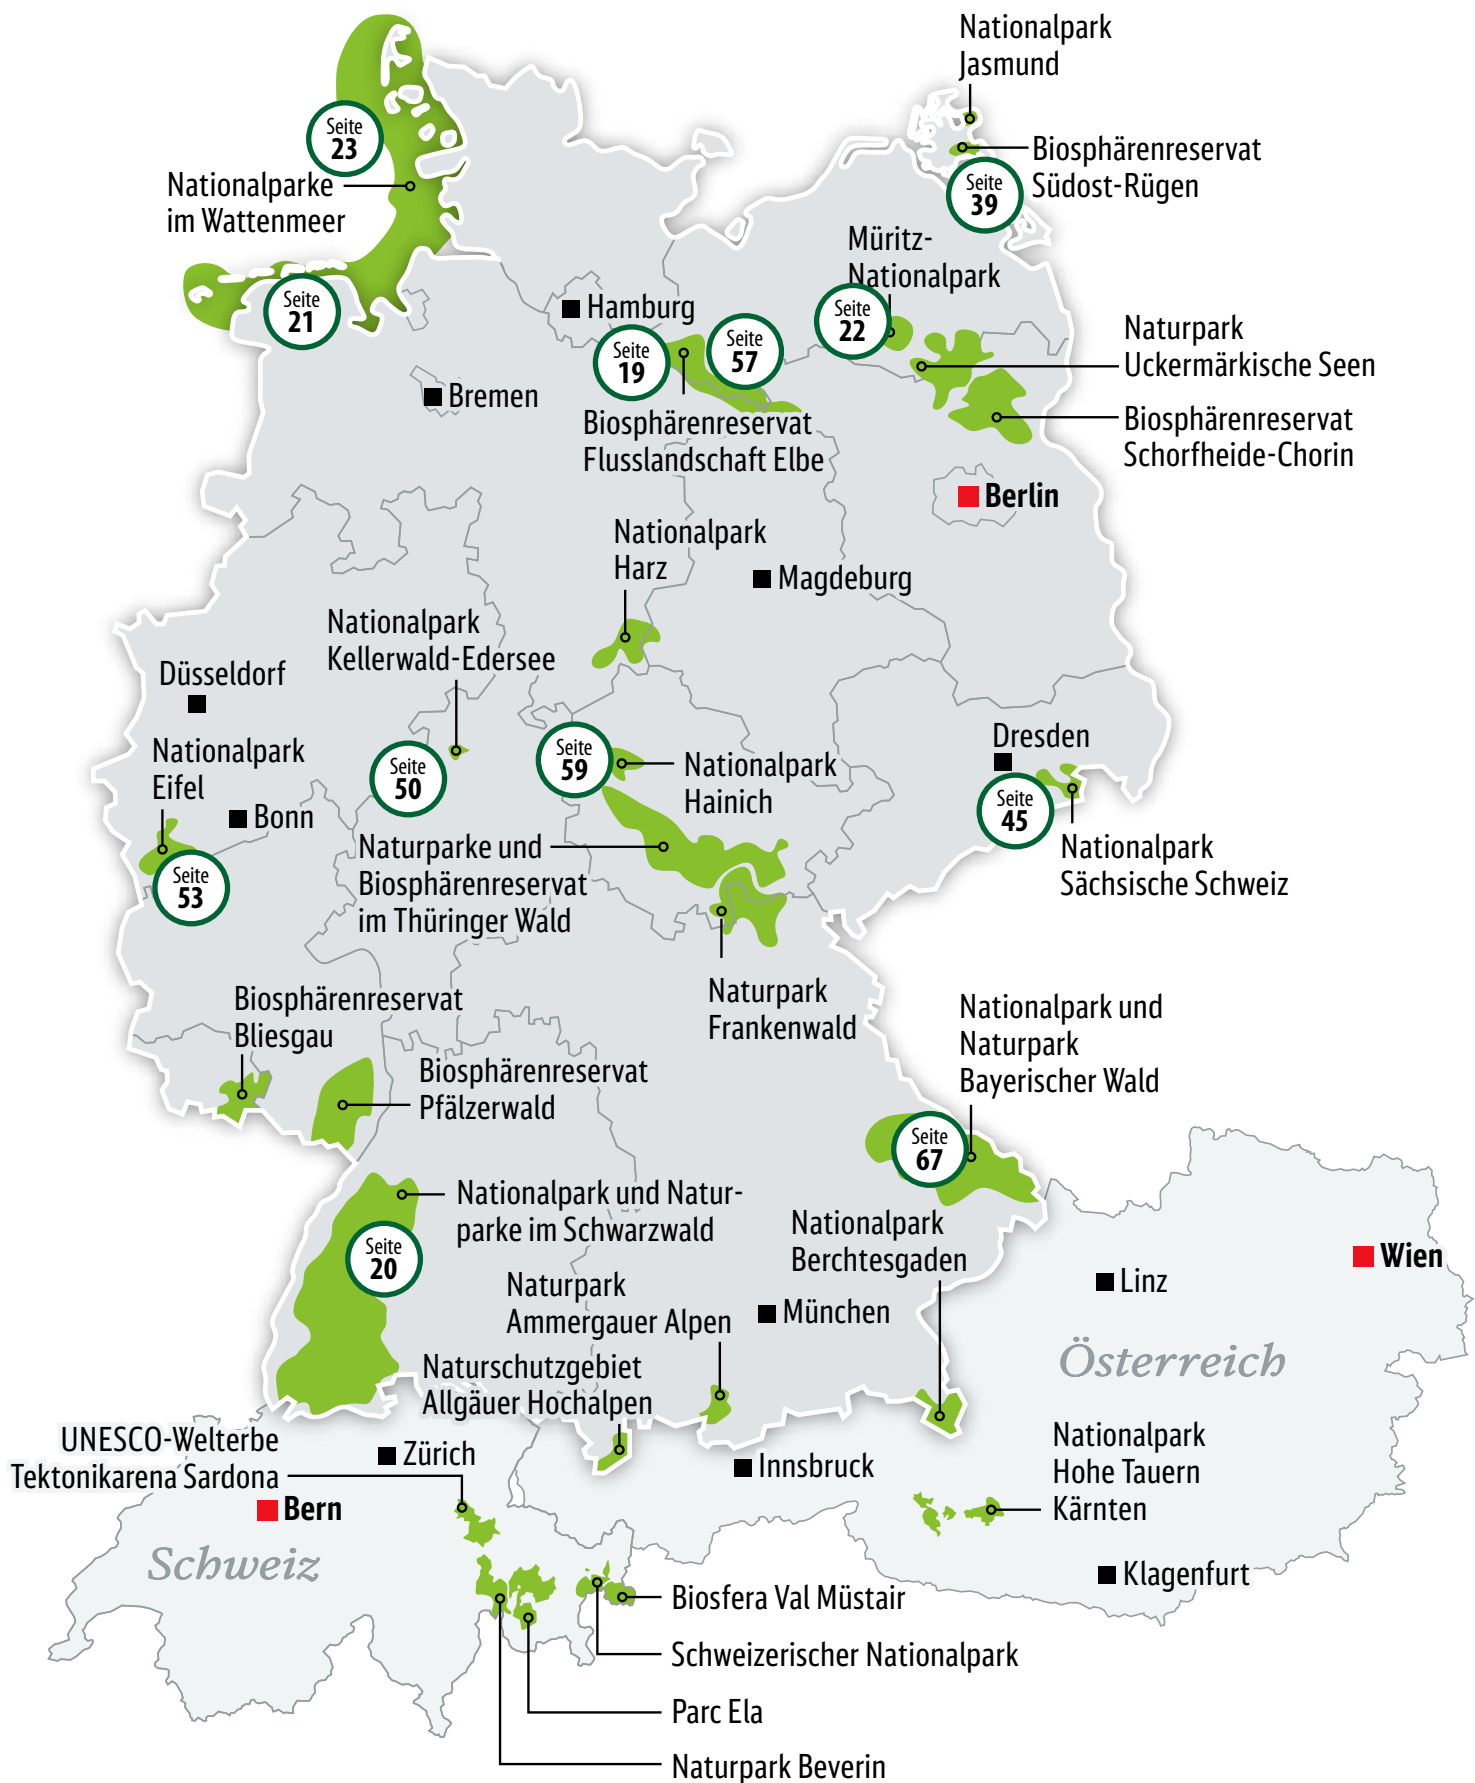 Nationalpark
Jasmund
Seite
23
Biosphärenreservat
Südost-Rügen
Nationalparke
im Wattenmeer
Seite
39
Müritz-
Nationalpark
Seite
21
Hamburg
Seite
22
Seite
19
Seite
57
Naturpark
Uckermärkische Seen
Bremen
Biosphärenreservat
Flusslandschaft Elbe
Biosphärenreservat
Schorfheide-Chorin
Berlin
Nationalpark
Harz
Magdeburg
Nationalpark
Kellerwald-Edersee
Düsseldorf
Nationalpark
Eifel
Seite
50
Seite
59
Nationalpark
Hainich
Dresden
Seite
45
Bonn
Nationalpark
Sächsische Schweiz
Seite
53
Naturparke und
Biosphärenreservat
im Thüringer Wald
Naturpark
Frankenwald
Biosphärenreservat
Bliesgau
Nationalpark und
Naturpark
Bayerischer Wald
Biosphärenreservat
Pfälzerwald
Seite
67
Nationalpark und Natur-
parke im Schwarzwald
Seite
20
Nationalpark
Berchtesgaden
Wien
Linz
Naturpark
Ammergauer Alpen
München
Österreich
Naturschutzgebiet
Allgäuer Hochalpen
UNESCO-Welterbe
Tektonikarena Sardona
Zürich
Innsbruck
Nationalpark
Hohe Tauern
Kärnten
Bern
Schweiz
Klagenfurt
Biosfera Val Müstair
Schweizerischer Nationalpark
Parc Ela
Naturpark Beverin